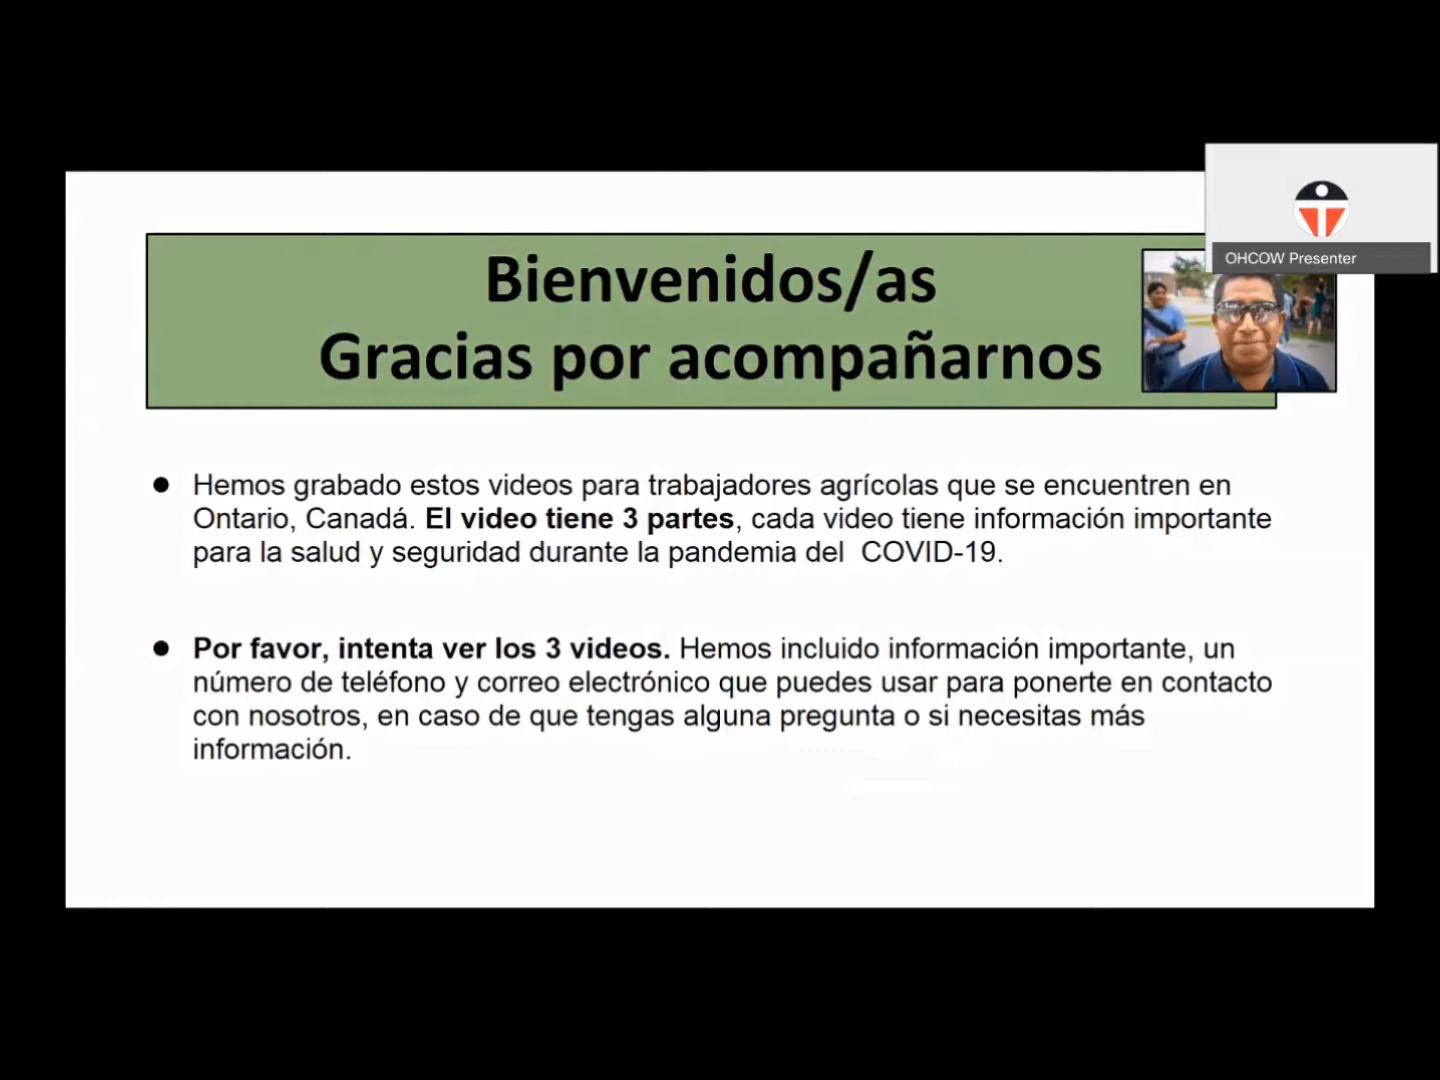 Bienvenidos/as
Gracias por acompañarnos
OHCOW Presenter
● Hemos grabado estos videos para trabajadores agrícolas que se encuentren en
Ontario, Canadá. El video tiene 3 partes, cada video tiene información importante
para la salud y seguridad durante la pandemia del  COVID-19.
● Por favor, intenta ver los 3 videos. Hemos incluido información importante, un
número de teléfono y correo electrónico que puedes usar para ponerte en contacto
con nosotros, en caso de que tengas alguna pregunta o si necesitas más
información.